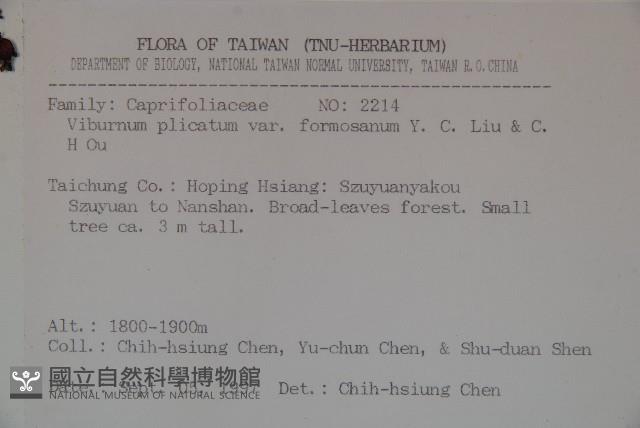 FLORA OF TAIWAN (TNU-HERBARIUM)
DEPARTMENT OF BIOLOGY, NATIONAL TAIWAN NORMAL UNIVERSITY, TAIWAN R.O.CHINA
Family: Caprifoliaceae NO: 2214
Viburnum plicatum var. formosanum Y. C. Liu & C.
H Ou
Taichung Co.: Hoping Hsiang: Szuyuanyakou
Szuyuan to Nanshan. Broad-leaves forest. Small
tree ca. 3 m tall.
Alt.: 1800-1900m
Coll.: Chih-hsiung Chen, Yu-chun Chen, & Shu-duan Shen
國立自然科學博物館
Date: Sept. 1997 Det.: Chih-hsiung Chen
NATIONAL MUSEUM OF NATURAL SCIENCE